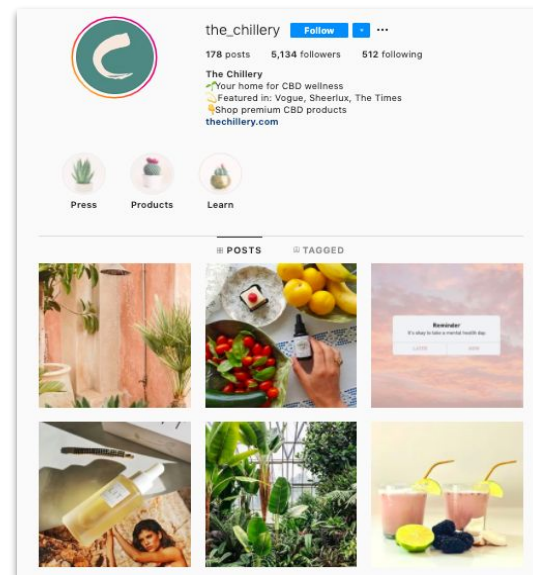 the_chillery Follow
178 posts 5,134 followers 512 following
The Chillery
🌱Your home for CBD wellness
💫Featured in: Vogue, Sheerlux, The Times
👇Shop premium CBD products
thechillery.com
Press Products Learn
POSTS TAGGED
Reminder
It's okay to take a mental health day.
LATER NOW